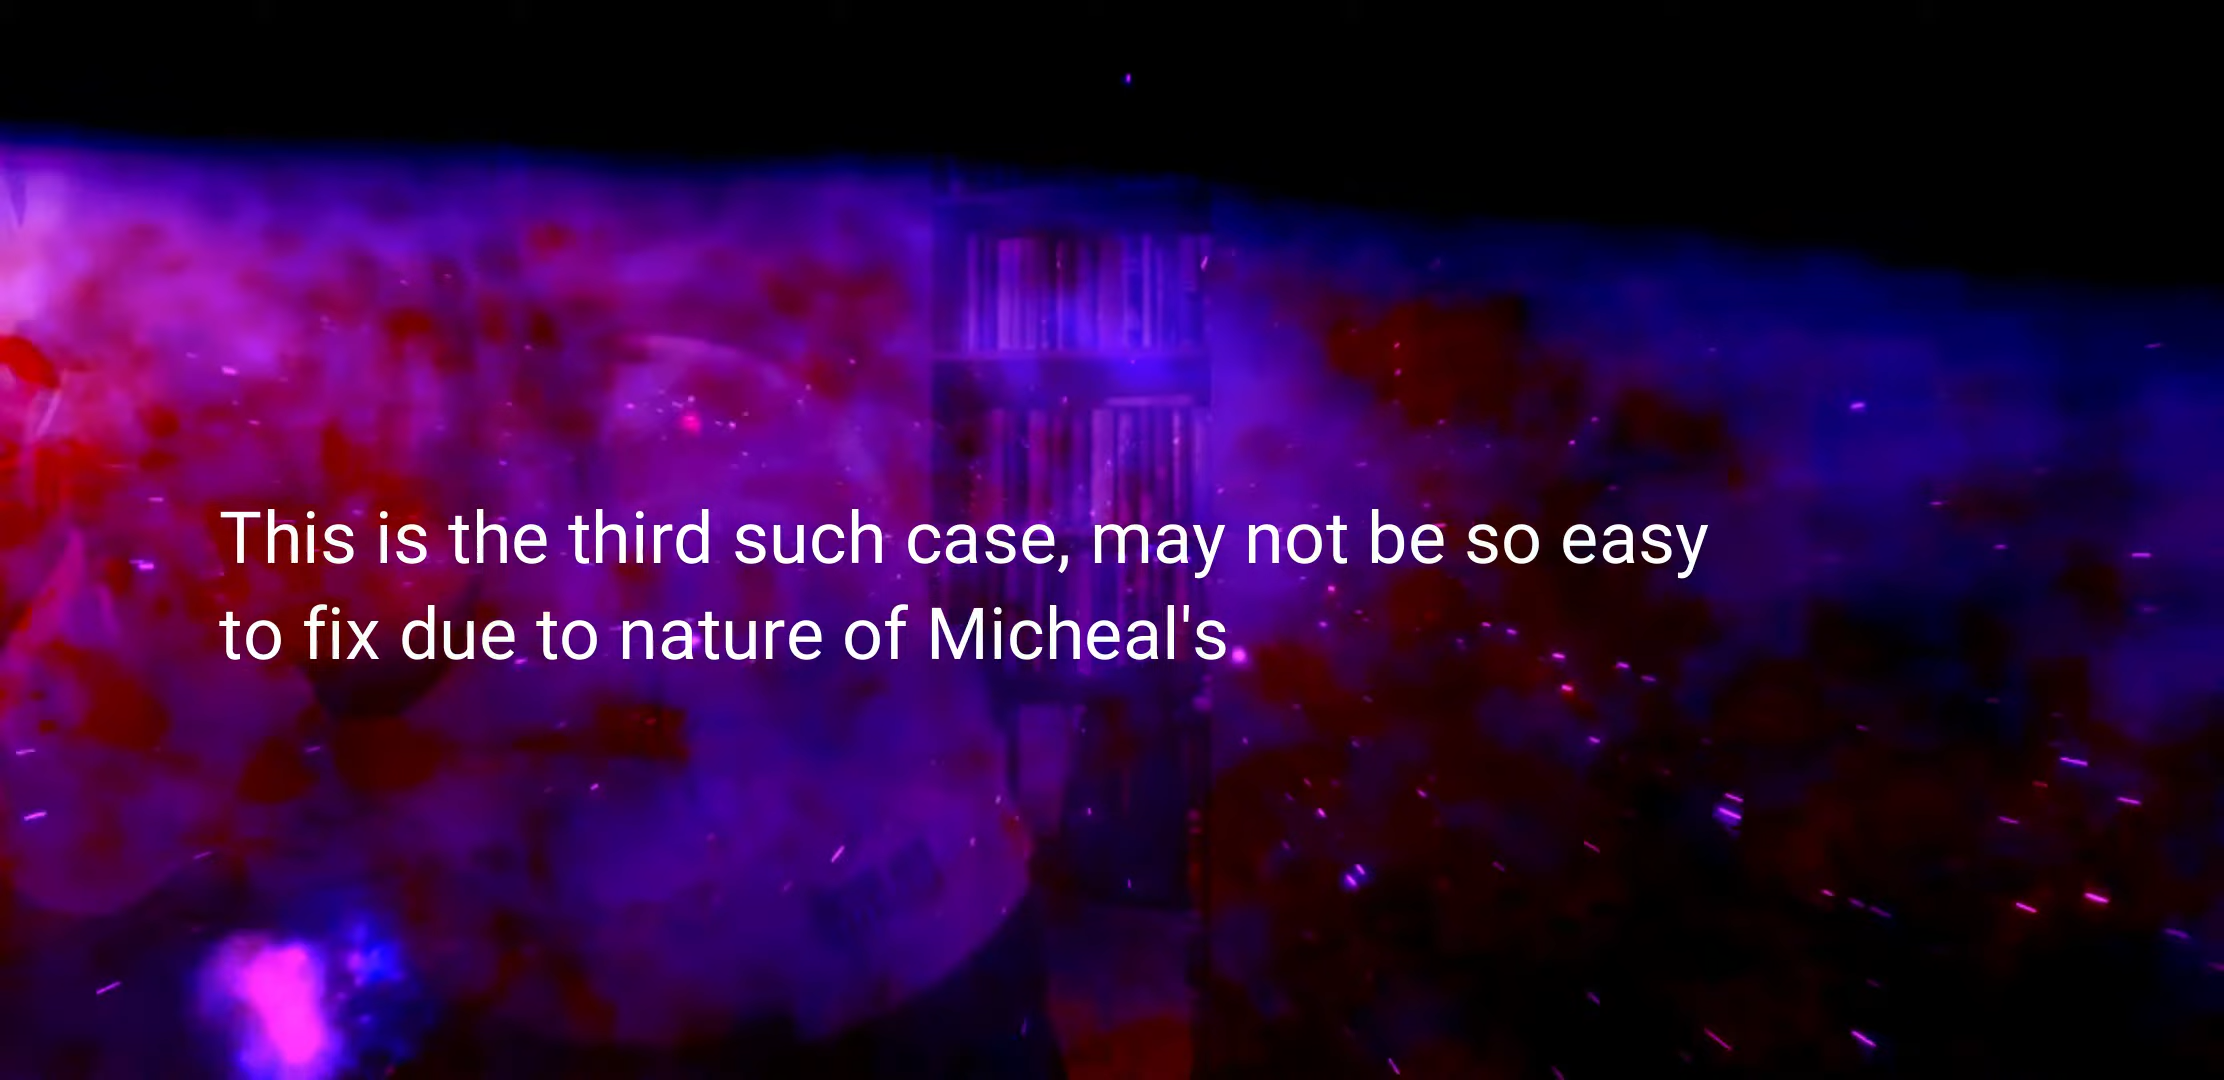 This is the third such case, may not be so easy
to fix due to nature of Micheal's